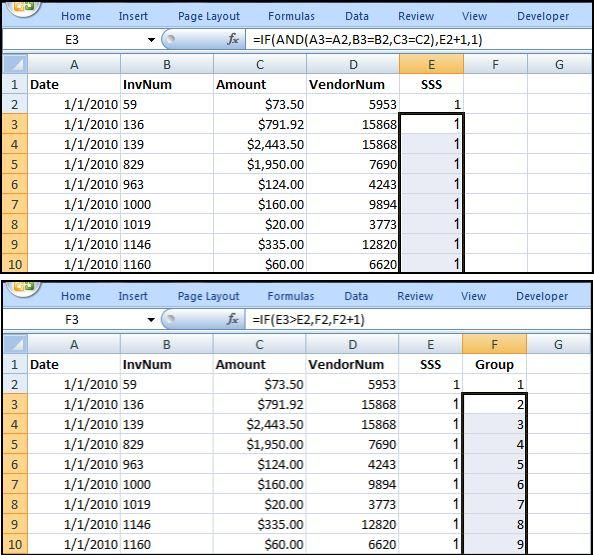 Home Insert Page Layout Formulas Data Review View Developer
E3 fx =IF(AND(A3=A2,B3=B2,C3=C2),E2+1,1)
A B C D E F G
1 Date InvNum Amount VendorNum SSS
2 1/1/2010 59 $73.50 5953 1
3 1/1/2010 136 $791.92 15868 1
4 1/1/2010 139 $2,443.50 15868 1
5 1/1/2010 829 $1,950.00 7690 1
6 1/1/2010 963 $124.00 4243 1
7 1/1/2010 1000 $160.00 9894 1
8 1/1/2010 1019 $20.00 3773 1
9 1/1/2010 1146 $335.00 12820 1
10 1/1/2010 1160 $60.00 6620 1
Home Insert Page Layout Formulas Data Review View Developer
F3 fx =IF(E3>E2,F2,F2+1)
A B C D E F G
1 Date InvNum Amount VendorNum SSS Group
2 1/1/2010 59 $73.50 5953 1 1
3 1/1/2010 136 $791.92 15868 1 2
4 1/1/2010 139 $2,443.50 15868 1 3
5 1/1/2010 829 $1,950.00 7690 1 4
6 1/1/2010 963 $124.00 4243 1 5
7 1/1/2010 1000 $160.00 9894 1 6
8 1/1/2010 1019 $20.00 3773 1 7
9 1/1/2010 1146 $335.00 12820 1 8
10 1/1/2010 1160 $60.00 6620 1 9